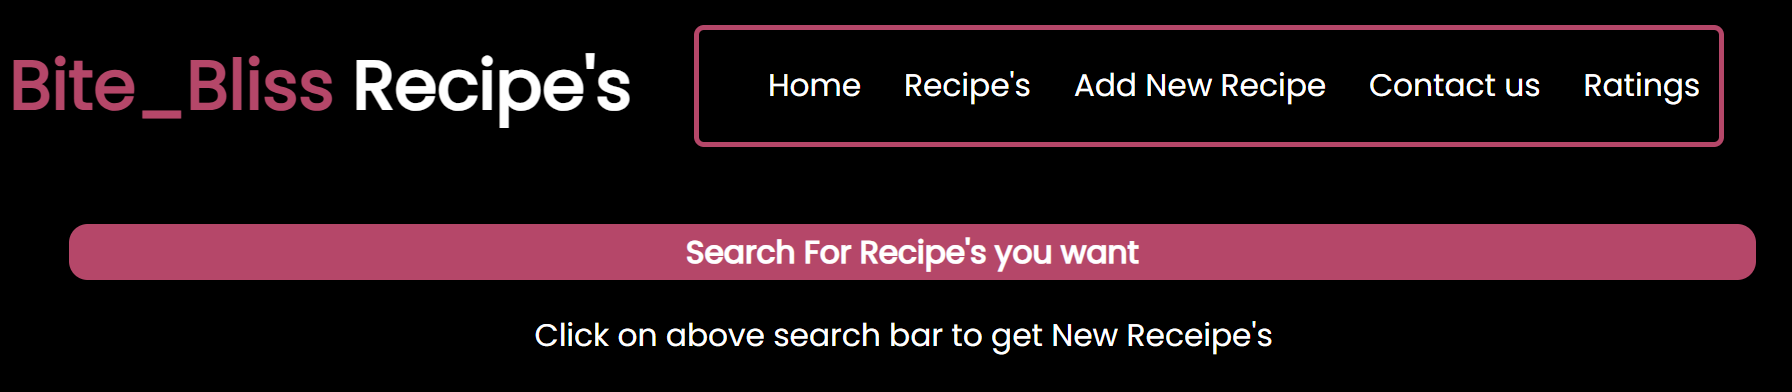 Bite_Bliss Recipe's
Home Recipe's Add New Recipe Contact us Ratings
Search For Recipe's you want
Click on above search bar to get New Receipe's